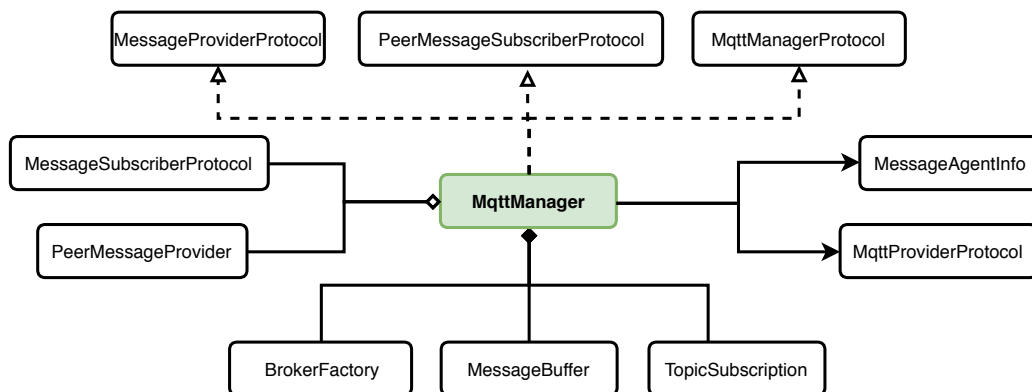 MessageProviderProtocol
PeerMessageSubscriberProtocol
MqttManagerProtocol
MessageSubscriberProtocol
MessageAgentInfo
MqttManager
PeerMessageProvider
MqttProviderProtocol
BrokerFactory
MessageBuffer
TopicSubscription